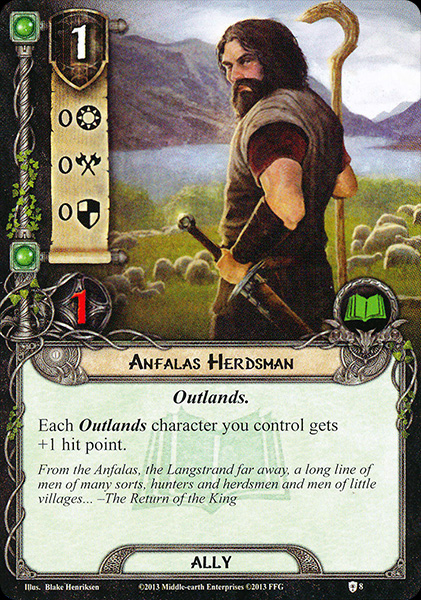 1
0
0
0
1
Anfalas Herdsman
Outlands.
Each Outlands character you control gets
+1 hit point.
From the Anfalas, the Langstrand far away, a long line of
men of many sorts, hunters and herdsmen and men of little
villages... –The Return of the King
ALLY
Illus. Blake Henriksen ©2013 Middle-earth Enterprises ©2013 FFG 8